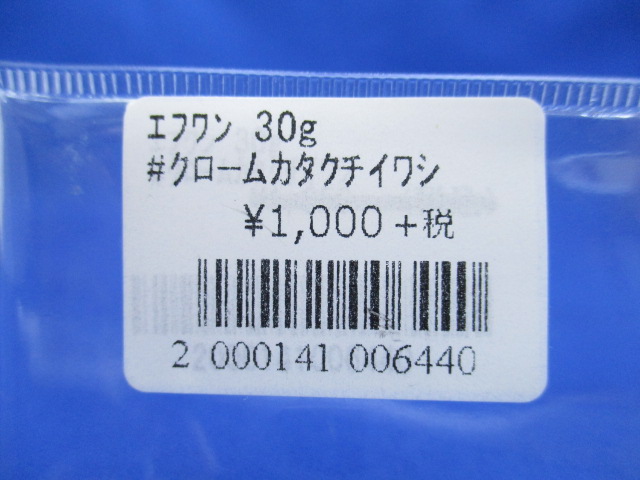 エフワン 30g
#クロームカタクチイワシ
¥1,000+税
2 000141 006440